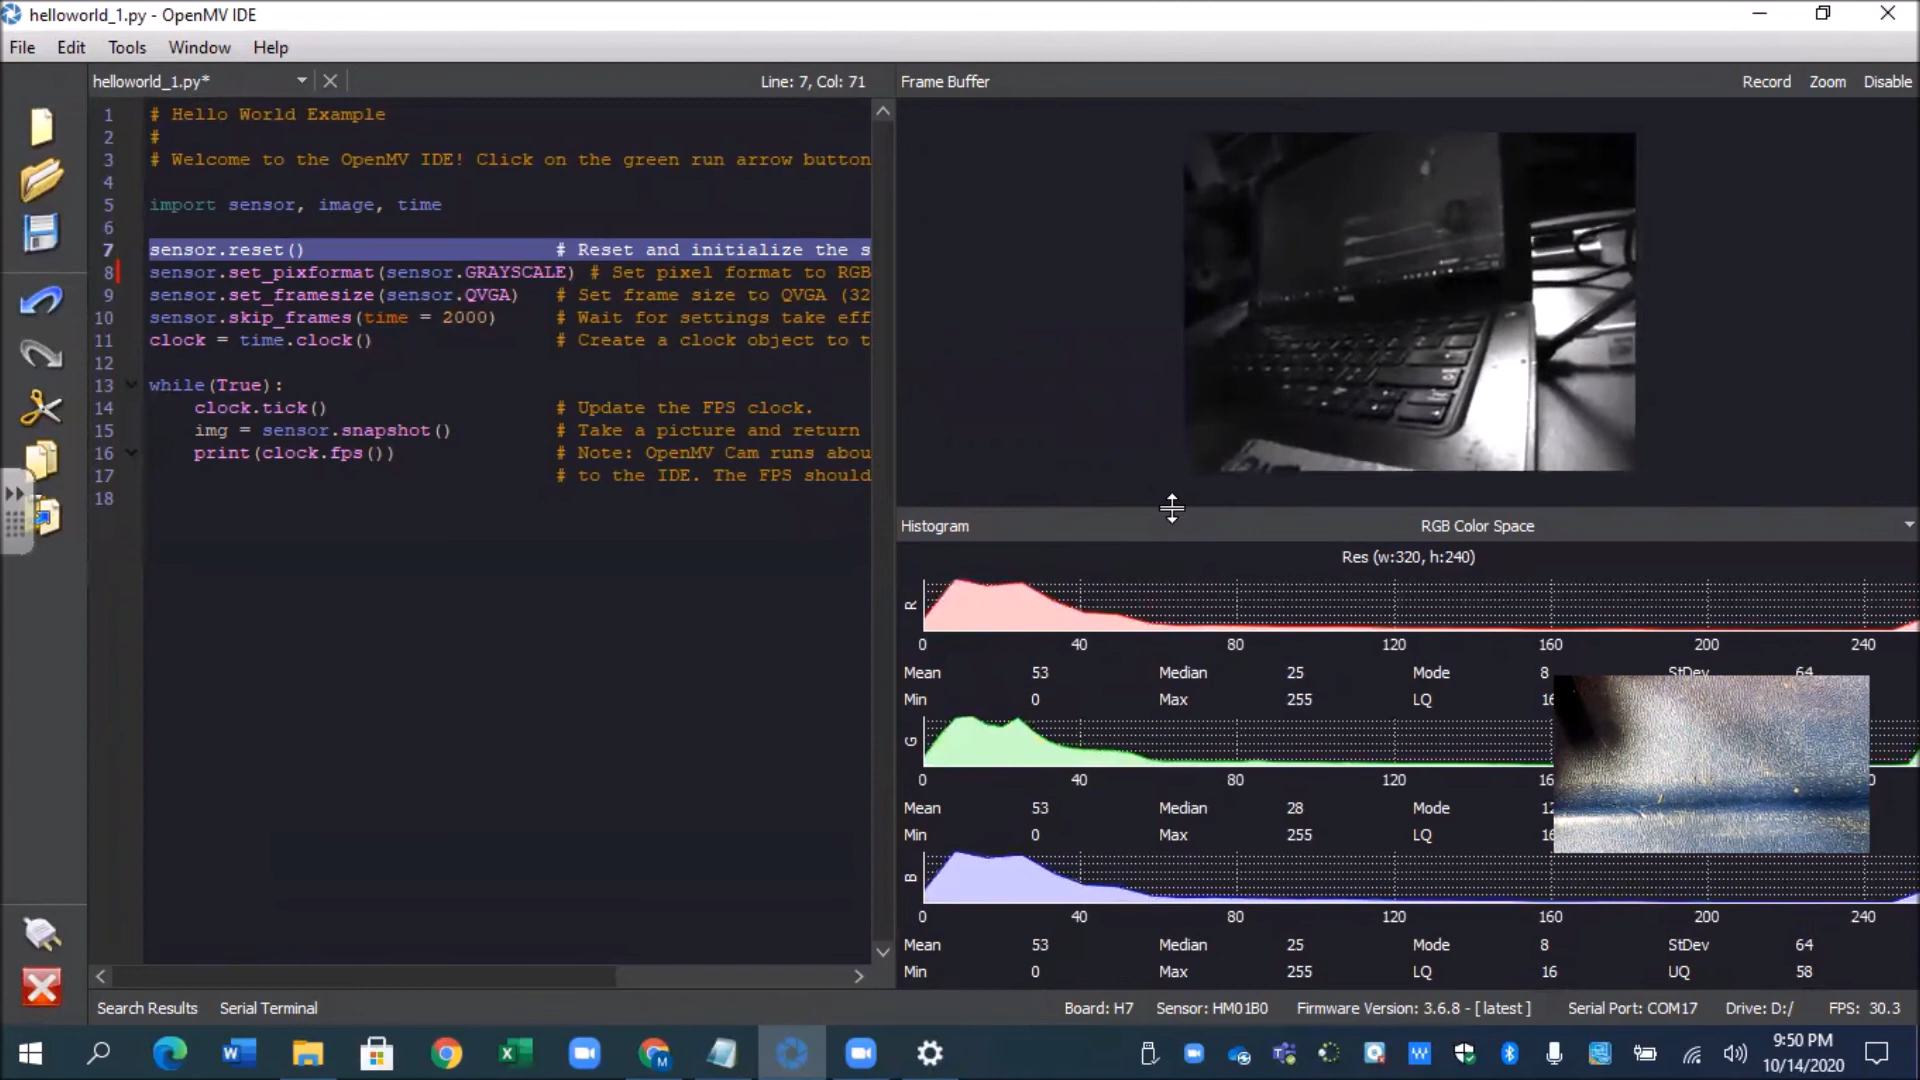 helloworld_1.py - OpenMV IDE
File Edit Tools Window Help
helloworld_1.py* Line: 7, Col: 71 Frame Buffer Record Zoom Disable
1 # Hello World Example
2 #
3 # Welcome to the OpenMV IDE! Click on the green run arrow button
4
5 import sensor, image, time
6
7 sensor.reset() # Reset and initialize the s
8 sensor.set_pixformat(sensor.GRAYSCALE) # Set pixel format to RGB
9 sensor.set_framesize(sensor.QVGA) # Set frame size to QVGA (32
10 sensor.skip_frames(time = 2000) # Wait for settings take eff
11 clock = time.clock() # Create a clock object to t
12
13 while(True):
14 clock.tick() # Update the FPS clock.
15 img = sensor.snapshot() # Take a picture and return
16 print(clock.fps()) # Note: OpenMV Cam runs abou
17 # to the IDE. The FPS should
18
Histogram RGB Color Space
Res (w:320, h:240)
R
0 40 80 120 160 200 240
Mean 53 Median 25 Mode 8 StDev 64
Min 0 Max 255 LQ
G
0 40 80 120
Mean 53 Median 28 Mode
Min 0 Max 255 LQ
B
0 40 80 120 160 200 240
Mean 53 Median 25 Mode 8 StDev 64
Min 0 Max 255 LQ 16 UQ 58
Search Results Serial Terminal Board: H7 Sensor: HM01B0 Firmware Version: 3.6.8 - [ latest ] Serial Port: COM17 Drive: D:/ FPS: 30.3
9:50 PM
10/14/2020